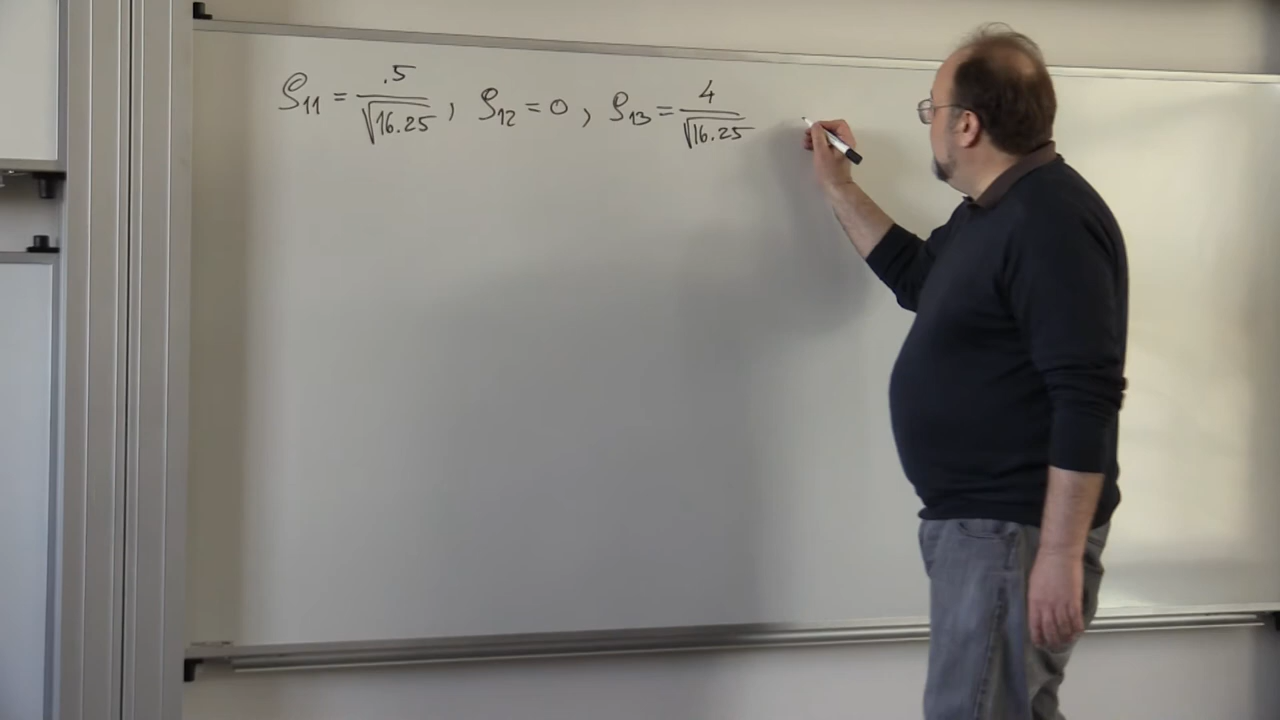 ρ₁₁ = .5/√16.25, ρ₁₂ = 0, ρ₁₃ = 4/√16.25